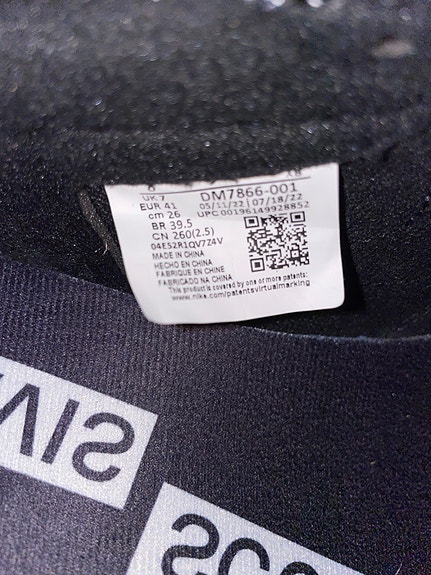 UK 7
EUR 41
cm 26
BR 39.5
CN 260(2.5)
04E52R1QV7Z4V
DM7866-001
05/11/22 | 07/18/22
UPC 00196149928852
MADE IN CHINA
HECHO EN CHINA
FABRIQUE EN CHINE
FABRICADO NA CHINA
This product is covered by one or more patents:
www.nike.com/patentsvirtualmarking